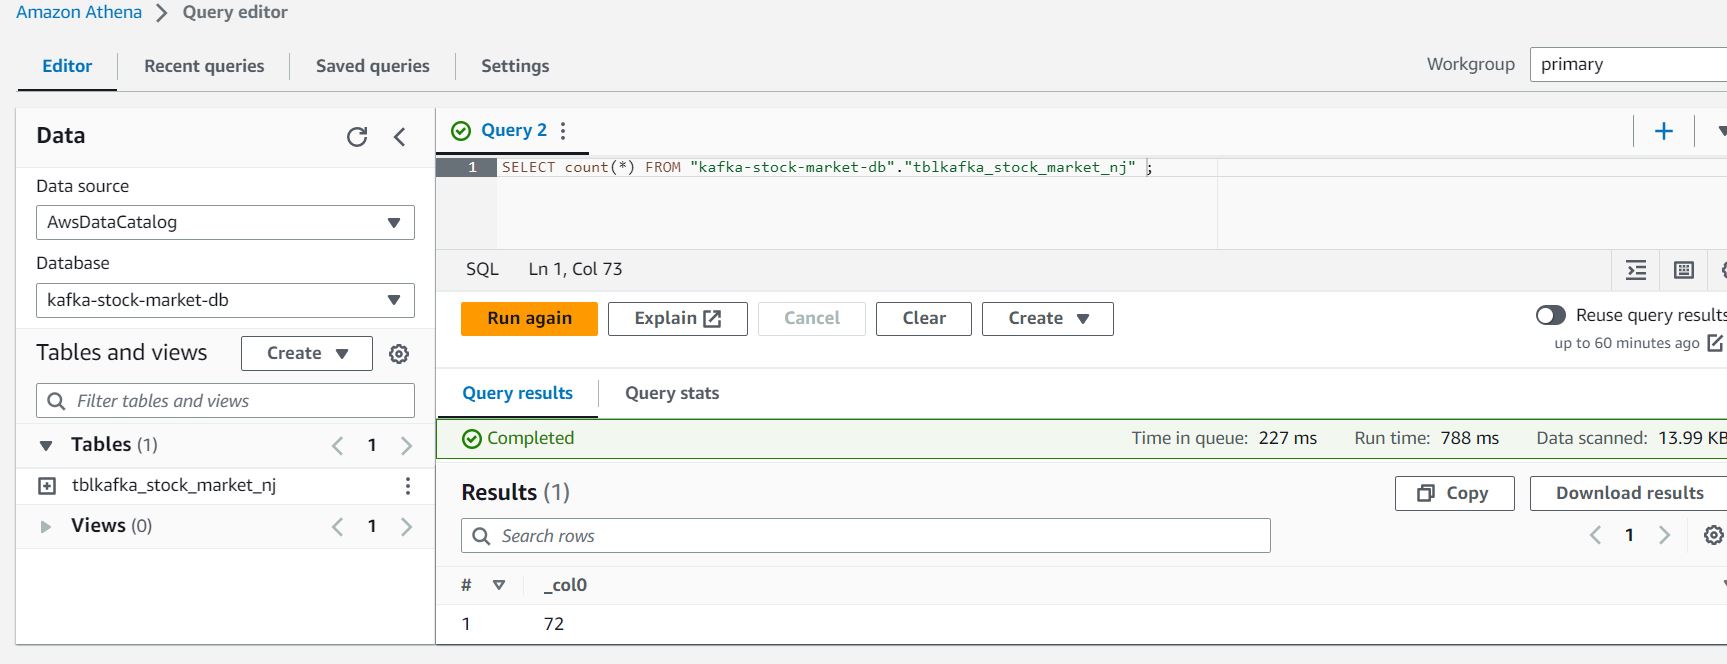 Amazon Athena > Query editor
Editor Recent queries Saved queries Settings
Workgroup primary
Data
Data source
AwsDataCatalog
Database
kafka-stock-market-db
Tables and views Create
Filter tables and views
Tables (1) < 1 >
tblkafka_stock_market_nj
Views (0) < 1 >
Query 2
1 SELECT count(*) FROM "kafka-stock-market-db"."tblkafka_stock_market_nj" ;
SQL Ln 1, Col 73
Run again Explain Cancel Clear Create
Reuse query results
up to 60 minutes ago
Query results Query stats
Completed Time in queue: 227 ms Run time: 788 ms Data scanned: 13.99 KB
Results (1)
Copy Download results
Search rows
< 1 >
# _col0
1 72